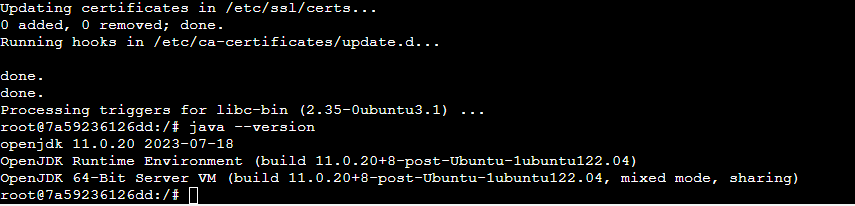 Updating certificates in /etc/ssl/certs...
0 added, 0 removed; done.
Running hooks in /etc/ca-certificates/update.d...
done.
done.
Processing triggers for libc-bin (2.35-0ubuntu3.1) ...
root@7a59236126dd:/# java --version
openjdk 11.0.20 2023-07-18
OpenJDK Runtime Environment (build 11.0.20+8-post-Ubuntu-1ubuntu122.04)
OpenJDK 64-Bit Server VM (build 11.0.20+8-post-Ubuntu-1ubuntu122.04, mixed mode, sharing)
root@7a59236126dd:/#